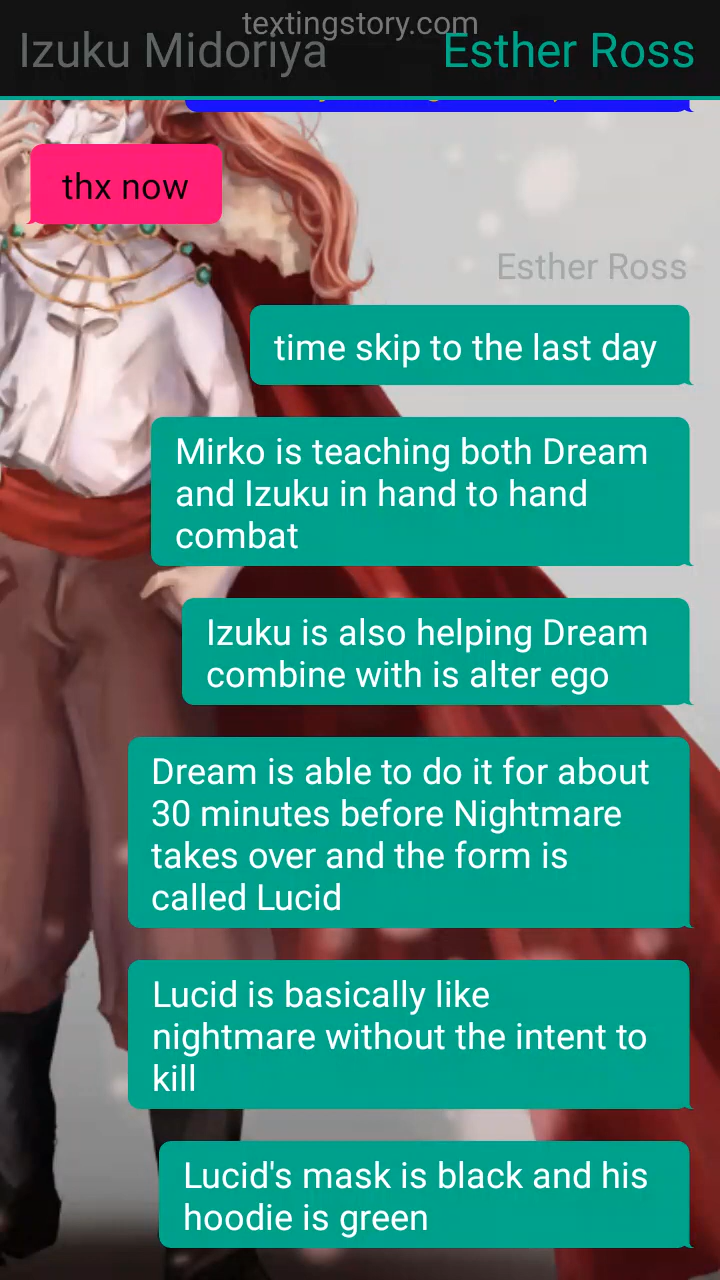 textingstory.com
Izuku Midoriya
Esther Ross
thx now
Esther Ross
time skip to the last day
Mirko is teaching both Dream
and Izuku in hand to hand
combat
Izuku is also helping Dream
combine with is alter ego
Dream is able to do it for about
30 minutes before Nightmare
takes over and the form is
called Lucid
Lucid is basically like
nightmare without the intent to
kill
Lucid's mask is black and his
hoodie is green